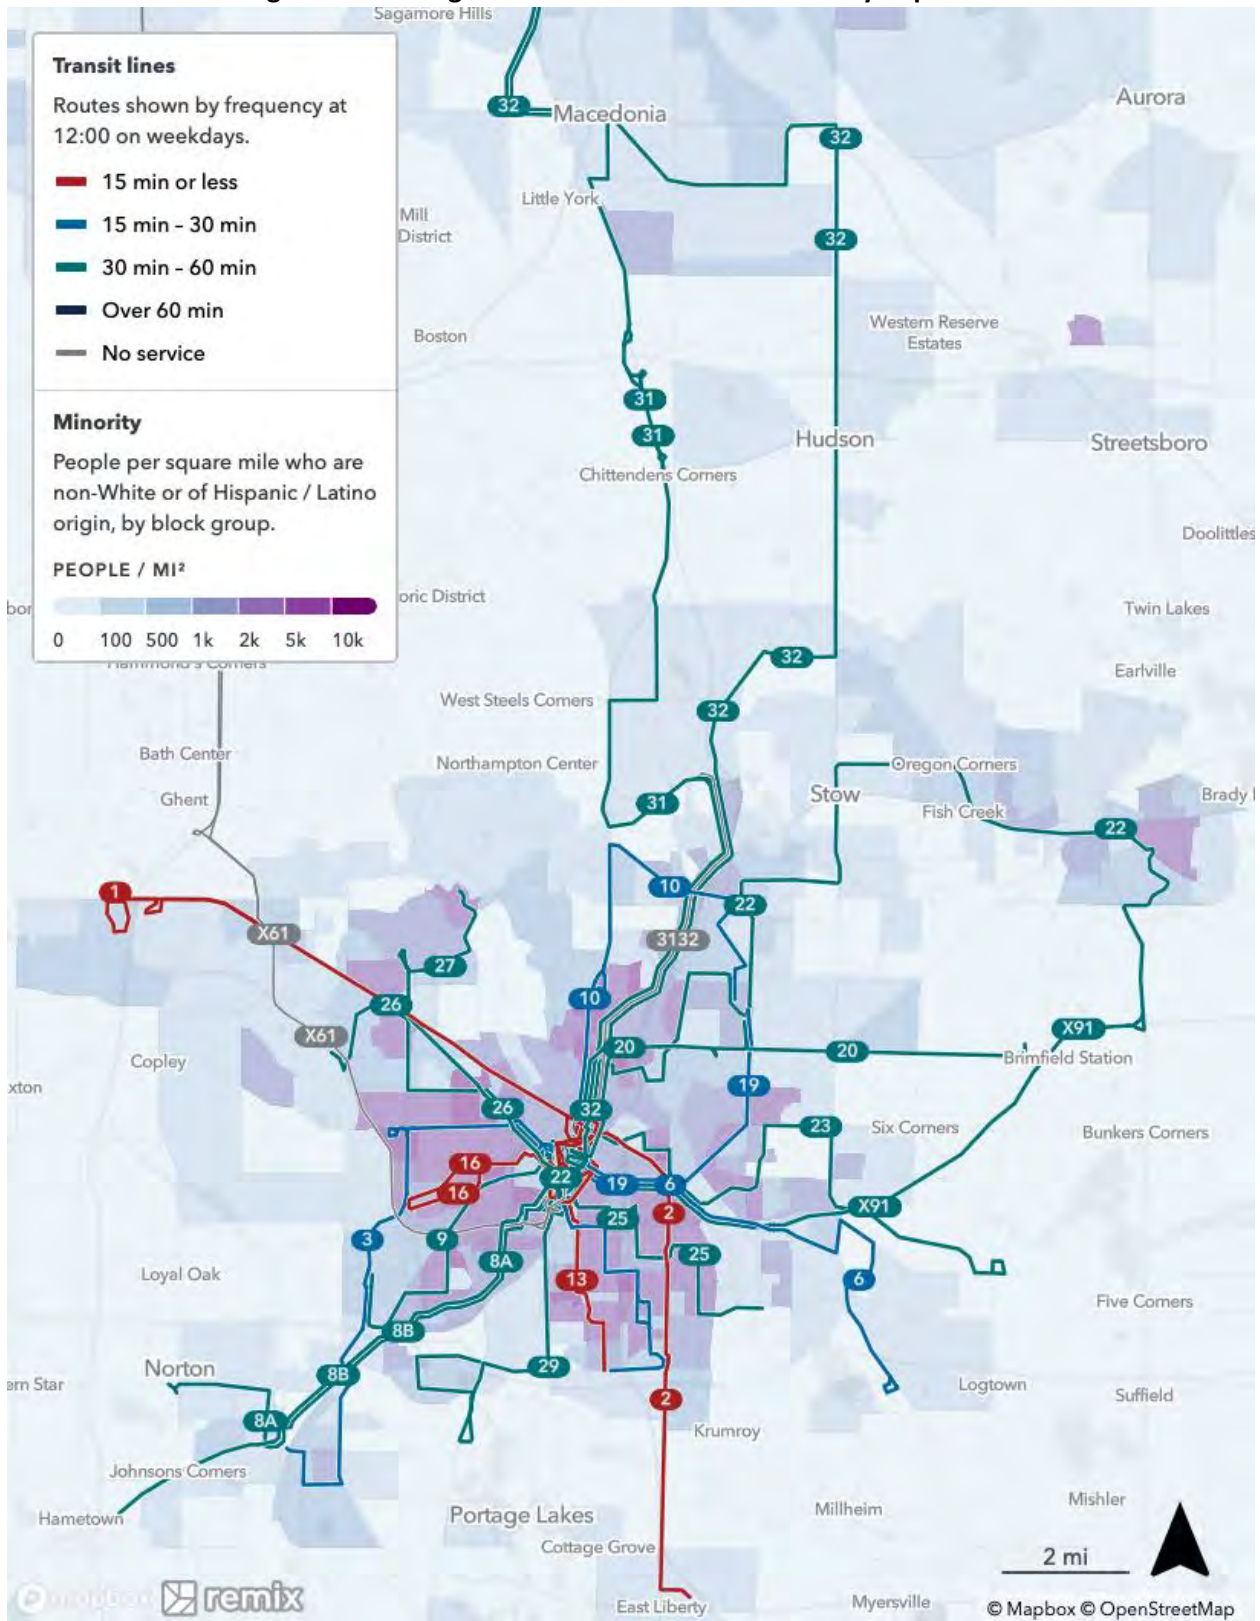 Sagamore Hills
Transit lines
Routes shown by frequency at
12:00 on weekdays.
15 min or less
15 min – 30 min
30 min – 60 min
Over 60 min
No service
Minority
People per square mile who are
non-White or of Hispanic / Latino
origin, by block group.
PEOPLE / MI²
0 100 500 1k 2k 5k 10k
32
Macedonia
Aurora
32
Little York
Mill
District
32
Boston
Western Reserve
Estates
31
31
Hudson
Streetsboro
Chittendens Corners
Doolittles
oric District
Twin Lakes
32
Earlville
West Steels Corners
32
Bath Center
Northampton Center
Oregon Corners
Ghent
31
Stow
Fish Creek
Brady
22
1
10
22
X61
3132
27
26
10
X61
X91
20
20
Brimfield Station
Copley
xton
19
26
32
23
Six Corners
Bunkers Corners
16
22
19
6
16
X91
2
25
3
9
8A
25
Loyal Oak
13
6
Five Corners
8B
Norton
8B
29
ern Star
Logtown
Suffield
2
8A
Krumroy
Johnsons Corners
Hametown
Portage Lakes
Millheim
Mishler
Cottage Grove
2 mi
mapbox
remix
East Liberty
Myersville
© Mapbox © OpenStreetMap